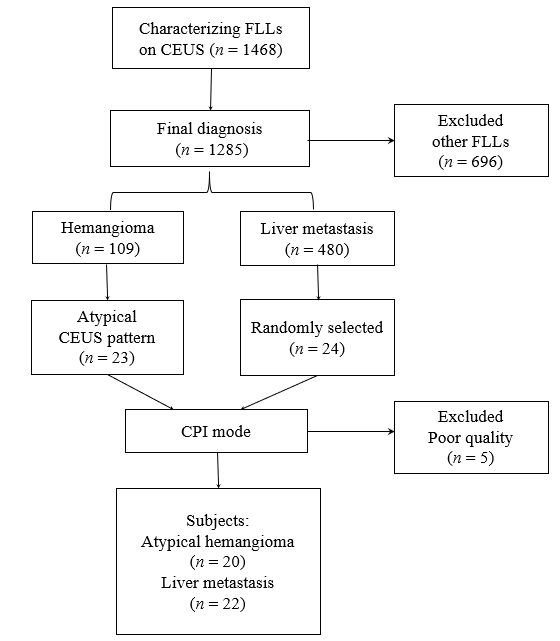 Characterizing FLLs
on CEUS (n = 1468)
Final diagnosis
(n = 1285)
Excluded
other FLLs
(n = 696)
Hemangioma
(n = 109)
Liver metastasis
(n = 480)
Atypical
CEUS pattern
(n = 23)
Randomly selected
(n = 24)
CPI mode
Excluded
Poor quality
(n = 5)
Subjects:
Atypical hemangioma
(n = 20)
Liver metastasis
(n = 22)